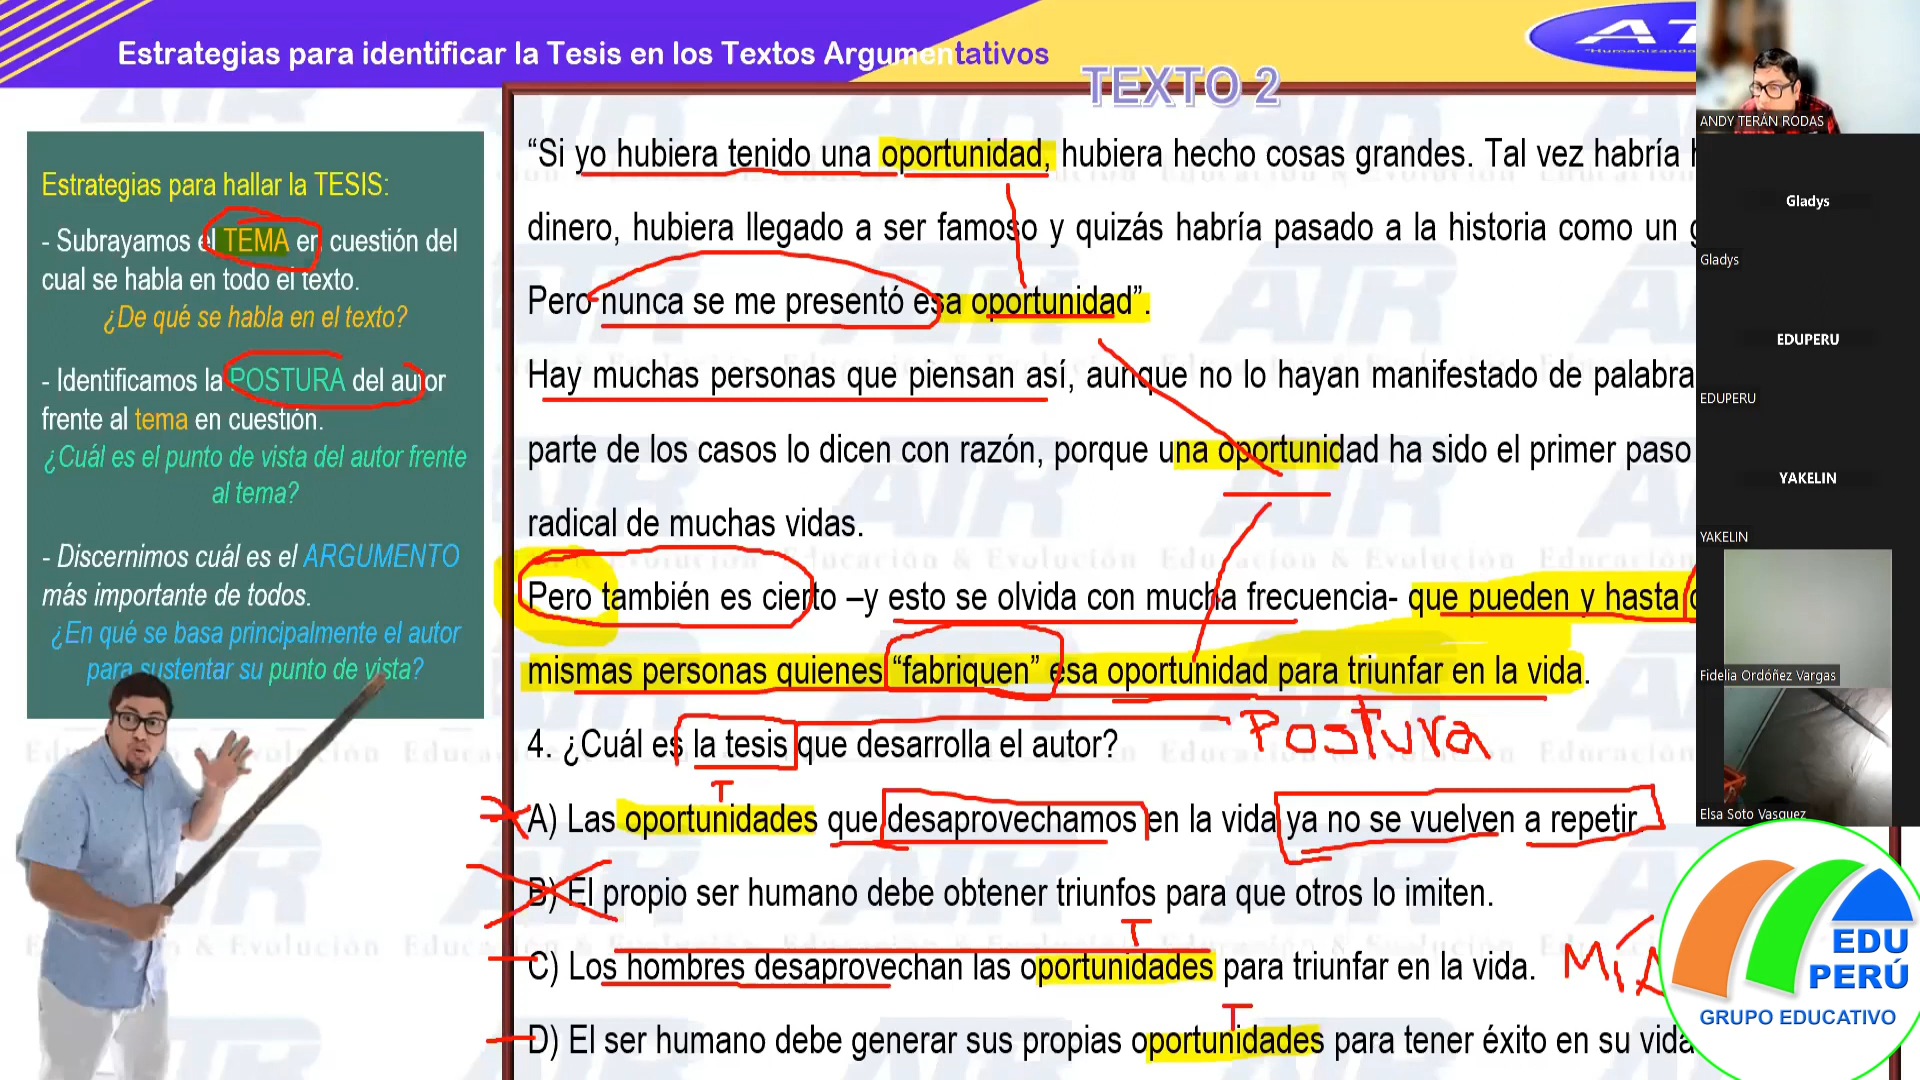 Estrategias para identificar la Tesis en los Textos Argumentativos
TEXTO 2
Estrategias para hallar la TESIS:
- Subrayamos el TEMA en cuestión del
cual se habla en todo el texto.
¿De qué se habla en el texto?
- Identificamos la POSTURA del autor
frente al tema en cuestión.
¿Cuál es el punto de vista del autor frente
al tema?
- Discernimos cuál es el ARGUMENTO
más importante de todos.
¿En qué se basa principalmente el autor
para sustentar su punto de vista?
“Si yo hubiera tenido una oportunidad, hubiera hecho cosas grandes. Tal vez habría
dinero, hubiera llegado a ser famoso y quizás habría pasado a la historia como un
Pero nunca se me presentó esa oportunidad”.
Hay muchas personas que piensan así, aunque no lo hayan manifestado de palabra
parte de los casos lo dicen con razón, porque una oportunidad ha sido el primer paso
radical de muchas vidas.
Pero también es cierto –y esto se olvida con mucha frecuencia- que pueden y hasta
mismas personas quienes “fabriquen” esa oportunidad para triunfar en la vida.
4. ¿Cuál es la tesis que desarrolla el autor?
Postura
T
A) Las oportunidades que desaprovechamos en la vida ya no se vuelven a repetir
B) El propio ser humano debe obtener triunfos para que otros lo imiten.
T
C) Los hombres desaprovechan las oportunidades para triunfar en la vida.
T
D) El ser humano debe generar sus propias oportunidades para tener éxito en su vida
ANDY TERÁN RODAS
Gladys
Gladys
EDUPERU
EDUPERU
YAKELIN
YAKELIN
Fidelia Ordóñez Vargas
Elsa Soto Vasquez
EDU
PERÚ
GRUPO EDUCATIVO
ATR
Educación & Evolución